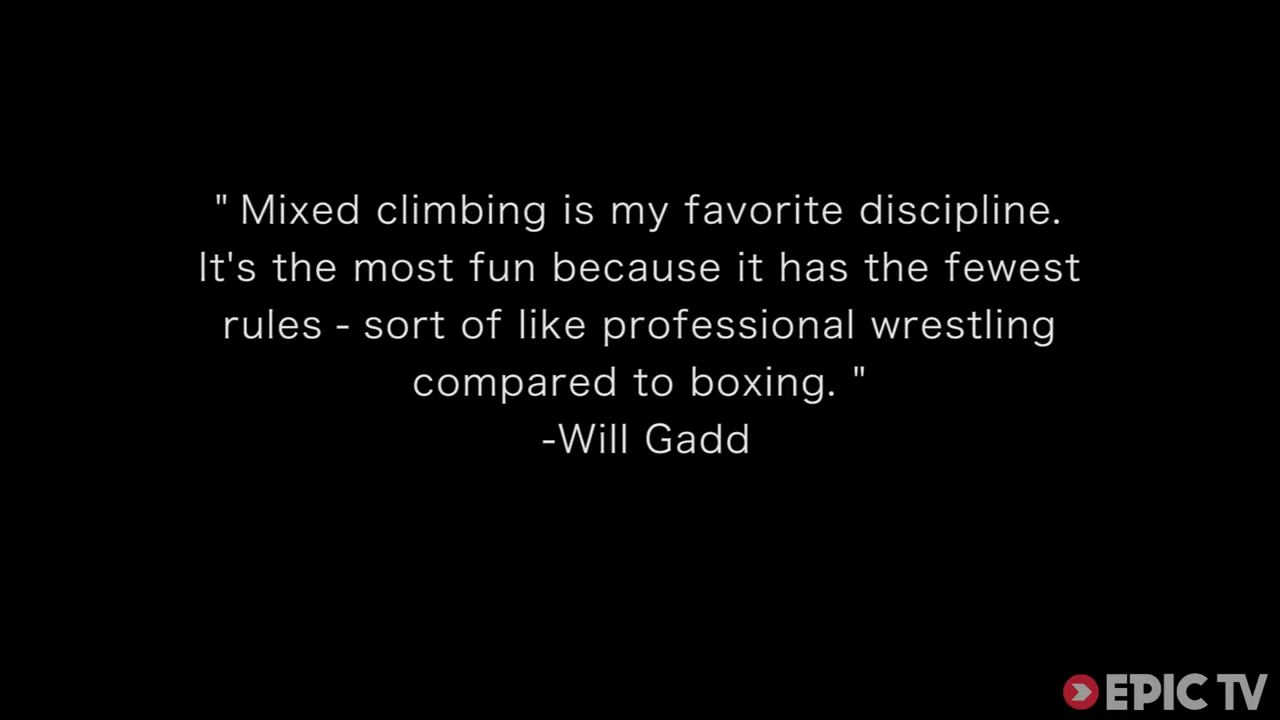 " Mixed climbing is my favorite discipline.
It's the most fun because it has the fewest
rules - sort of like professional wrestling
compared to boxing. "
-Will Gadd
EPIC TV